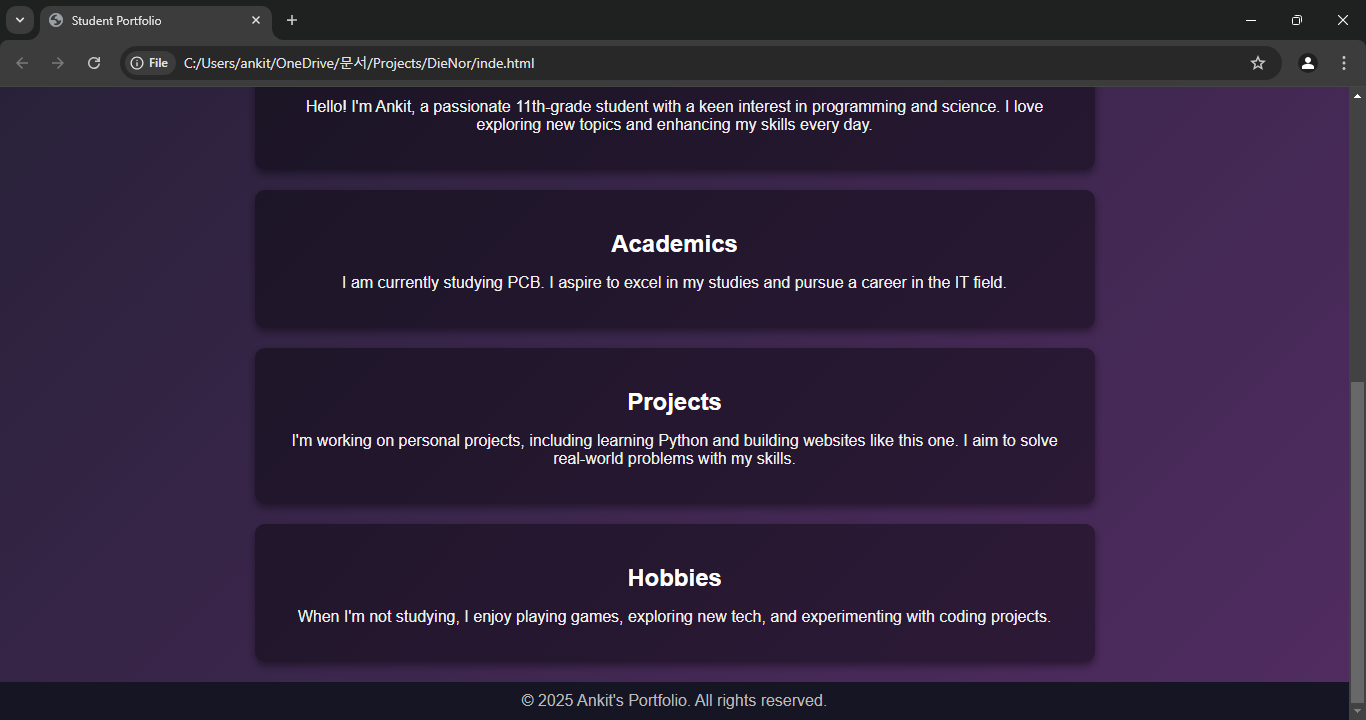 Student Portfolio
File
C:/Users/ankit/OneDrive/문서/Projects/DieNor/inde.html
Hello! I'm Ankit, a passionate 11th-grade student with a keen interest in programming and science. I love
exploring new topics and enhancing my skills every day.
Academics
I am currently studying PCB. I aspire to excel in my studies and pursue a career in the IT field.
Projects
I'm working on personal projects, including learning Python and building websites like this one. I aim to solve
real-world problems with my skills.
Hobbies
When I'm not studying, I enjoy playing games, exploring new tech, and experimenting with coding projects.
© 2025 Ankit's Portfolio. All rights reserved.